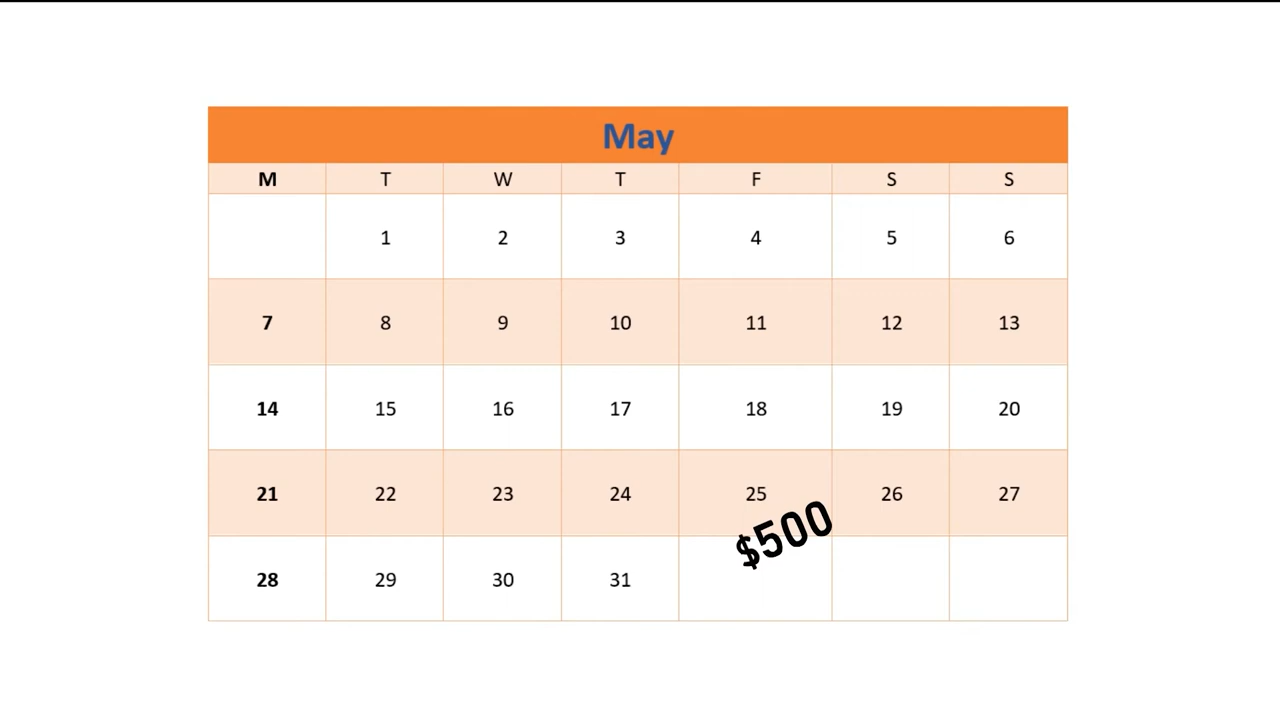 May
M T W T F S S
1 2 3 4 5 6
7 8 9 10 11 12 13
14 15 16 17 18 19 20
21 22 23 24 25 26 27
$500
28 29 30 31